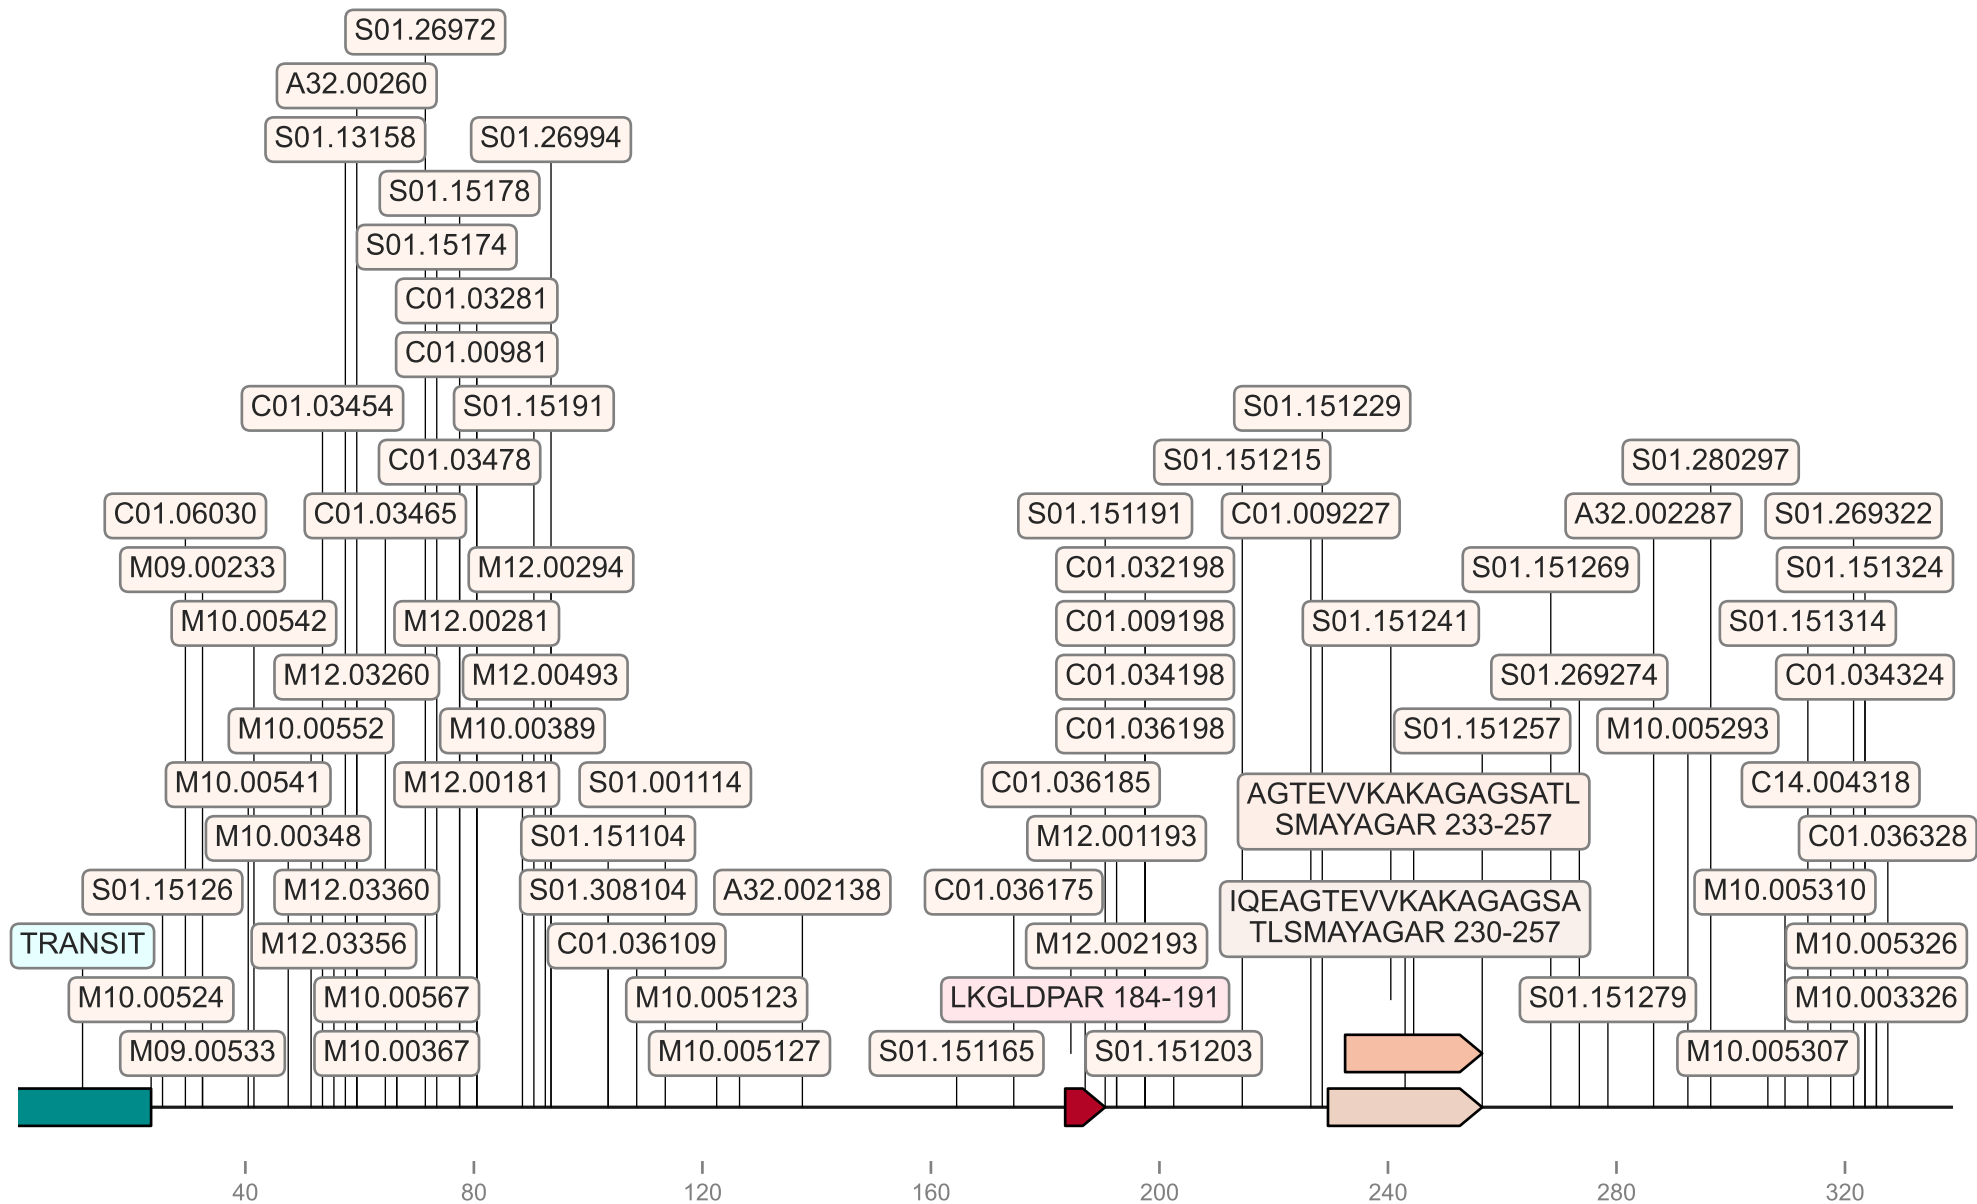 S01.26972
A32.00260
S01.13158
S01.26994
S01.15178
S01.15174
C01.03281
C01.00981
C01.03454
S01.15191
S01.151229
C01.03478
S01.151215
S01.280297
C01.06030
C01.03465
S01.151191
C01.009227
A32.002287
S01.269322
M09.00233
M12.00294
C01.032198
S01.151269
S01.151324
M10.00542
M12.00281
C01.009198
S01.151241
S01.151314
M12.03260
M12.00493
C01.034198
S01.269274
C01.034324
M10.00552
M10.00389
C01.036198
S01.151257
M10.005293
M10.00541
M12.00181
S01.001114
C01.036185
AGTEVVKAKAGAGSATL
SMAYAGAR 233-257
C14.004318
M10.00348
S01.151104
M12.001193
C01.036328
S01.15126
M12.03360
S01.308104
A32.002138
C01.036175
IQEAGTEVVKAKAGAGSA
TLSMAYAGAR 230-257
M10.005310
TRANSIT
M12.03356
C01.036109
M12.002193
M10.005326
M10.00524
M10.00567
M10.005123
LKGLDPAR 184-191
S01.151279
M10.003326
M09.00533
M10.00367
M10.005127
S01.151165
S01.151203
M10.005307
40
80
120
160
200
240
280
320